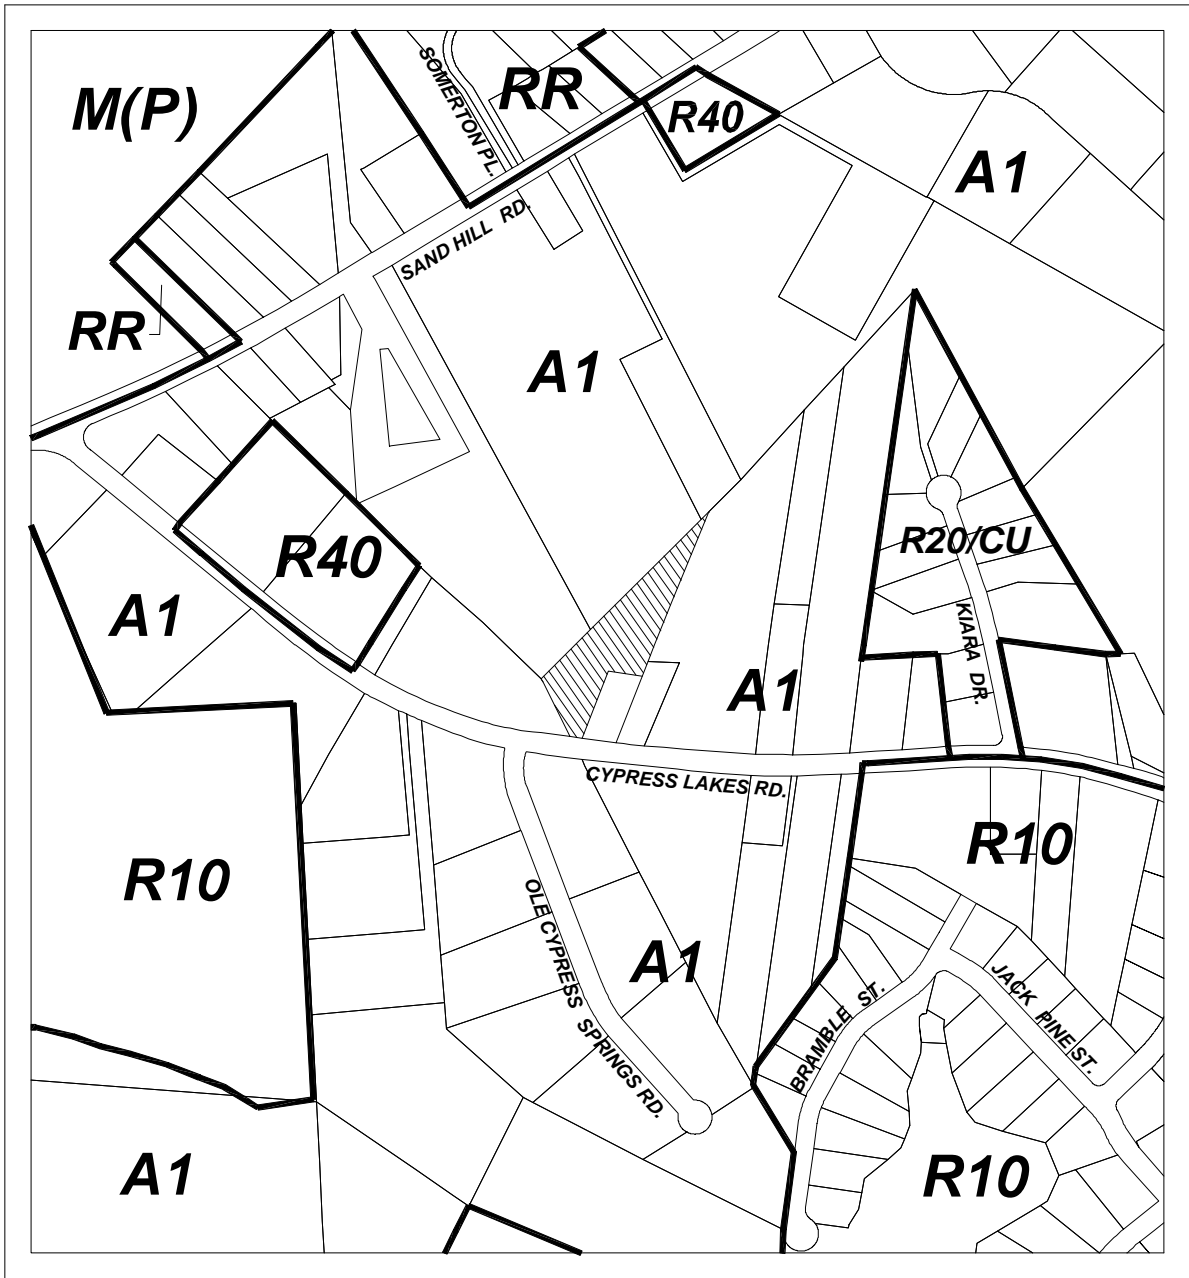 SOMERTON PL.
RR
M(P)
R40
A1
SAND HILL RD.
RR
A1
R20/CU
R40
A1
KIARA DR.
A1
CYPRESS LAKES RD.
R10
R10
OLE CYPRESS SPRINGS RD.
A1
JACK PINE ST.
BRAMBLE ST.
A1
R10